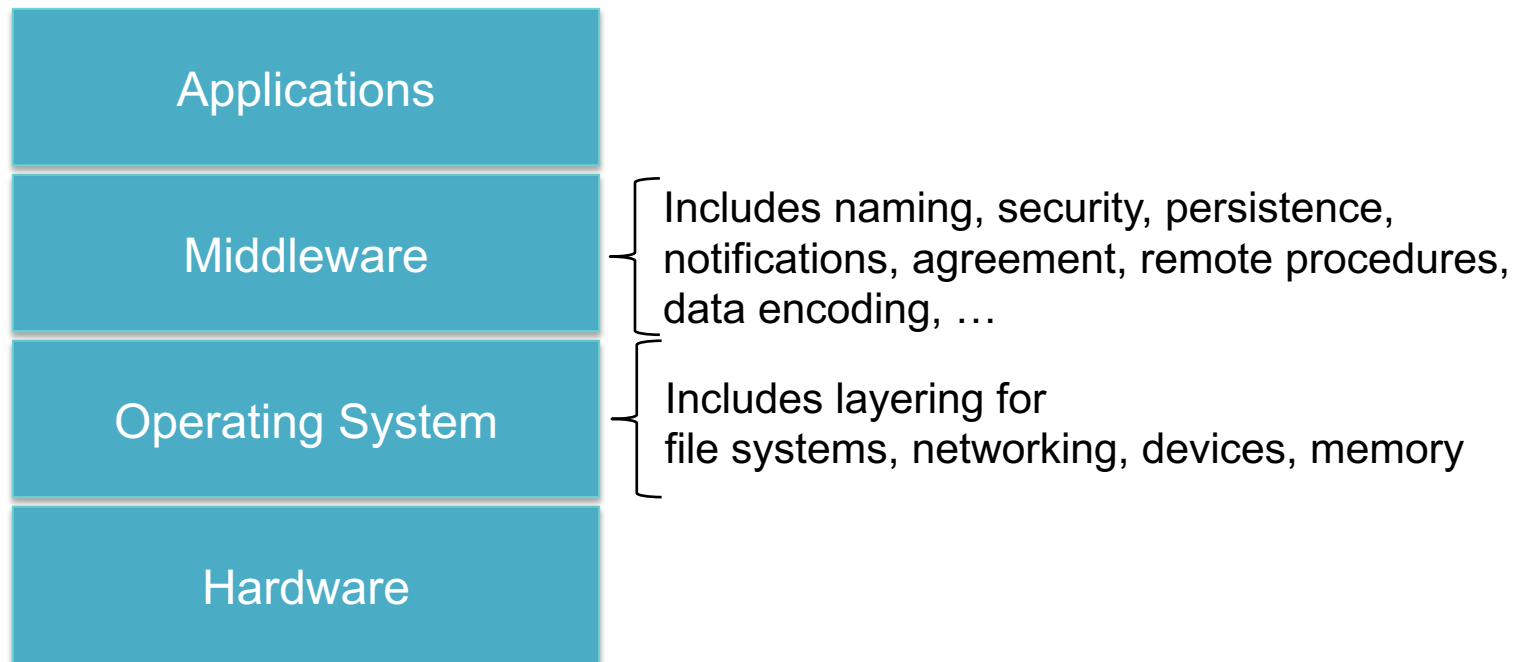 Applications
Middleware
Includes naming, security, persistence,
notifications, agreement, remote procedures,
data encoding, …
Operating System
Includes layering for
file systems, networking, devices, memory
Hardware